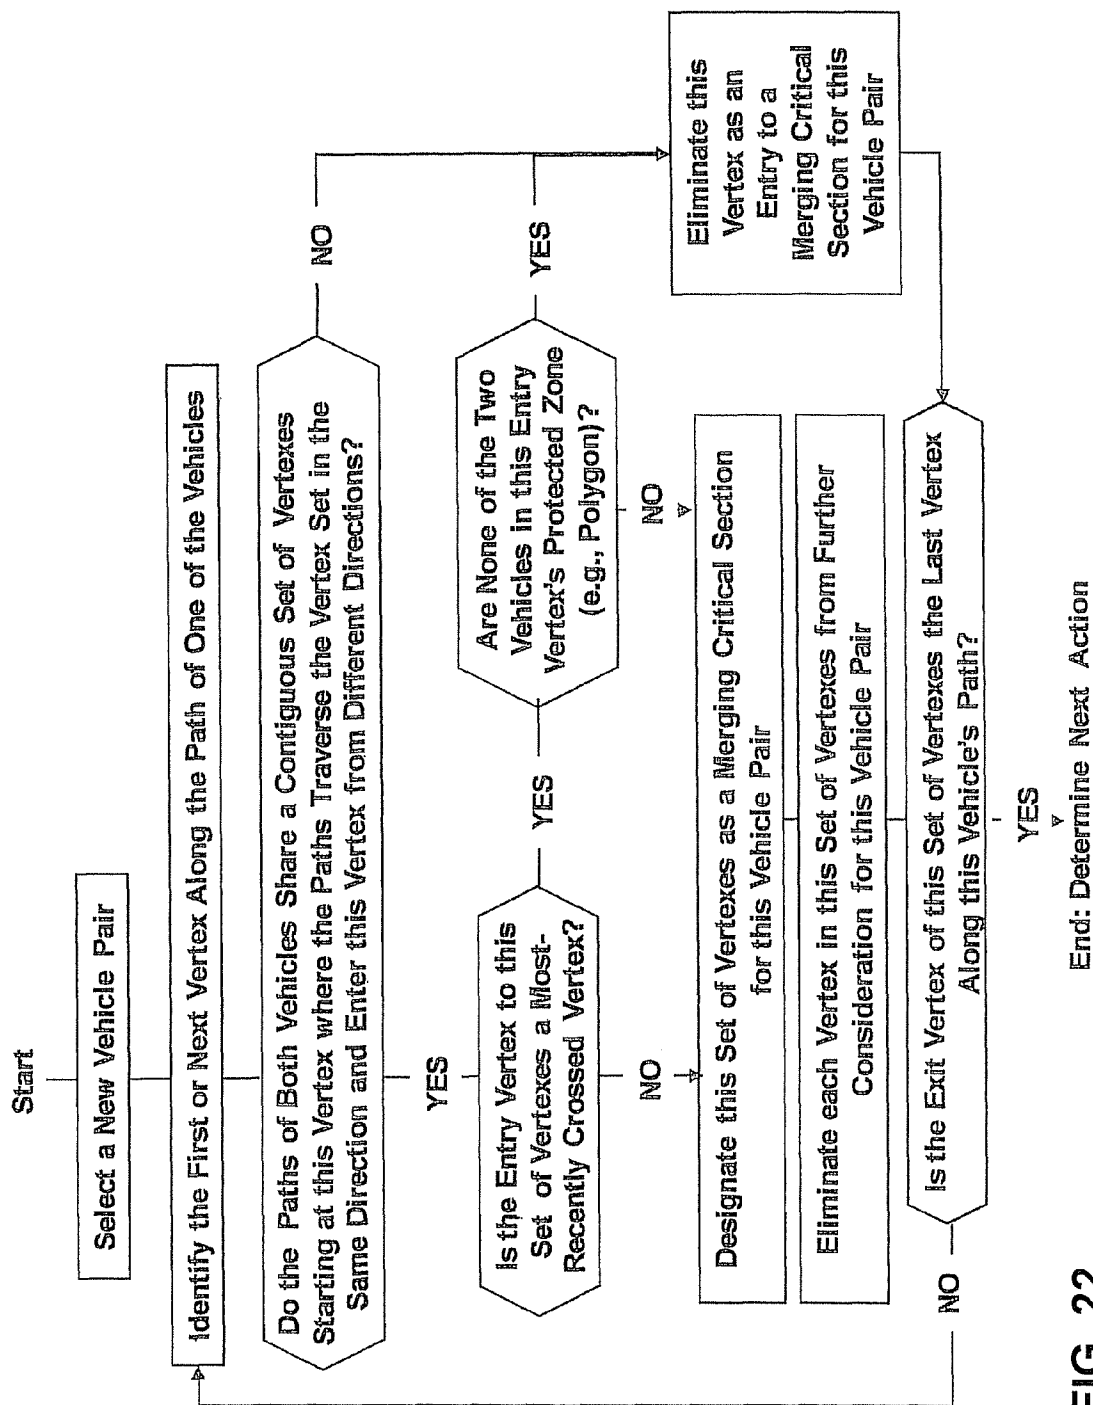 Start
Select a New Vehicle Pair
Identify the First or Next Vertex Along the Path of One of the Vehicles
Do the Paths of Both Vehicles Share a Contiguous Set of Vertexes
Starting at this Vertex where the Paths Traverse the Vertex Set in the
Same Direction and Enter this Vertex from Different Directions?
NO
YES
Is the Entry Vertex to this
Set of Vertexes a Most-
Recently Crossed Vertex?
YES
Are None of the Two
Vehicles in this Entry
Vertex's Protected Zone
(e.g., Polygon)?
YES
NO
NO
Eliminate this
Vertex as an
Entry to a
Merging Critical
Section for this
Vehicle Pair
Designate this Set of Vertexes as a Merging Critical Section
for this Vehicle Pair
Eliminate each Vertex in this Set of Vertexes from Further
Consideration for this Vehicle Pair
Is the Exit Vertex of this Set of Vertexes the Last Vertex
Along this Vehicle's Path?
NO
YES
End: Determine Next Action
FIG 22